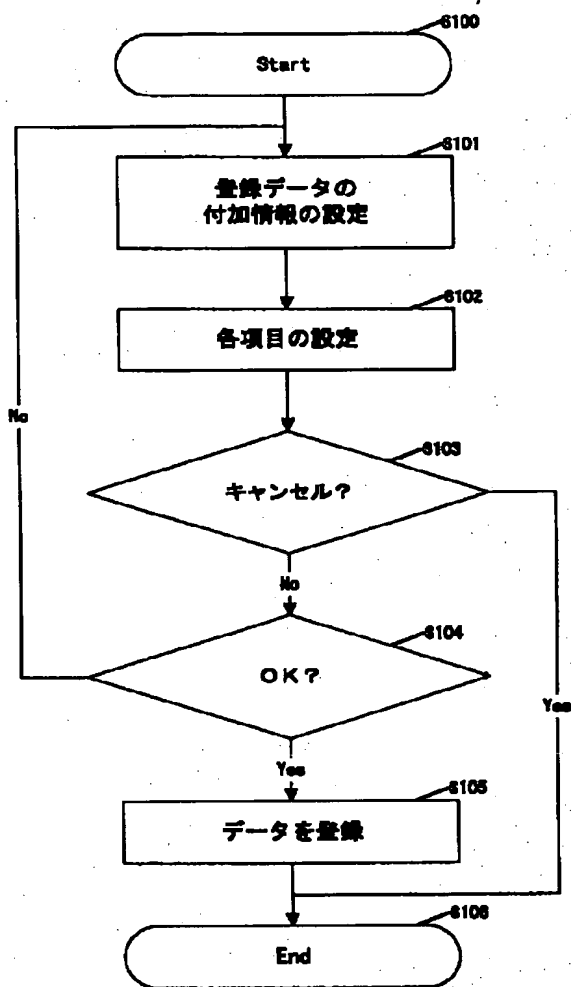 S100
Start
S101
登録データの
付加情報の設定
S102
各項目の設定
No
S103
キャンセル？
No
S104
OK？
Yes
Yes
S105
データを登録
S106
End